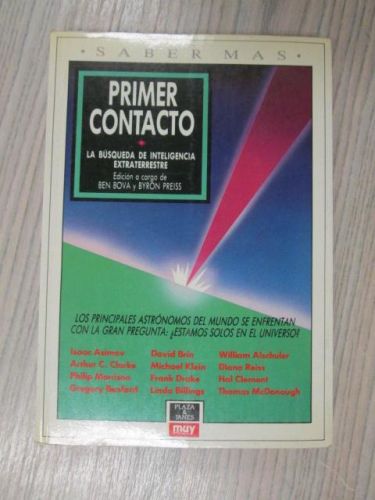 · SABER MAS ·
PRIMER
CONTACTO
LA BÚSQUEDA DE INTELIGENCIA
EXTRATERRESTRE
Edición a cargo de
BEN BOVA y BYRON PREISS
LOS PRINCIPALES ASTRÓNOMOS DEL MUNDO SE ENFRENTAN
CON LA GRAN PREGUNTA: ¿ESTAMOS SOLOS EN EL UNIVERSO?
Isaac Asimov David Brin William Alschuler
Arthur C. Clarke Michael Klein Diana Reiss
Philip Morrison Frank Drake Hal Clement
Gregory Benford Linda Billings Thomas McDonough
PLAZA
&
JANES
muy